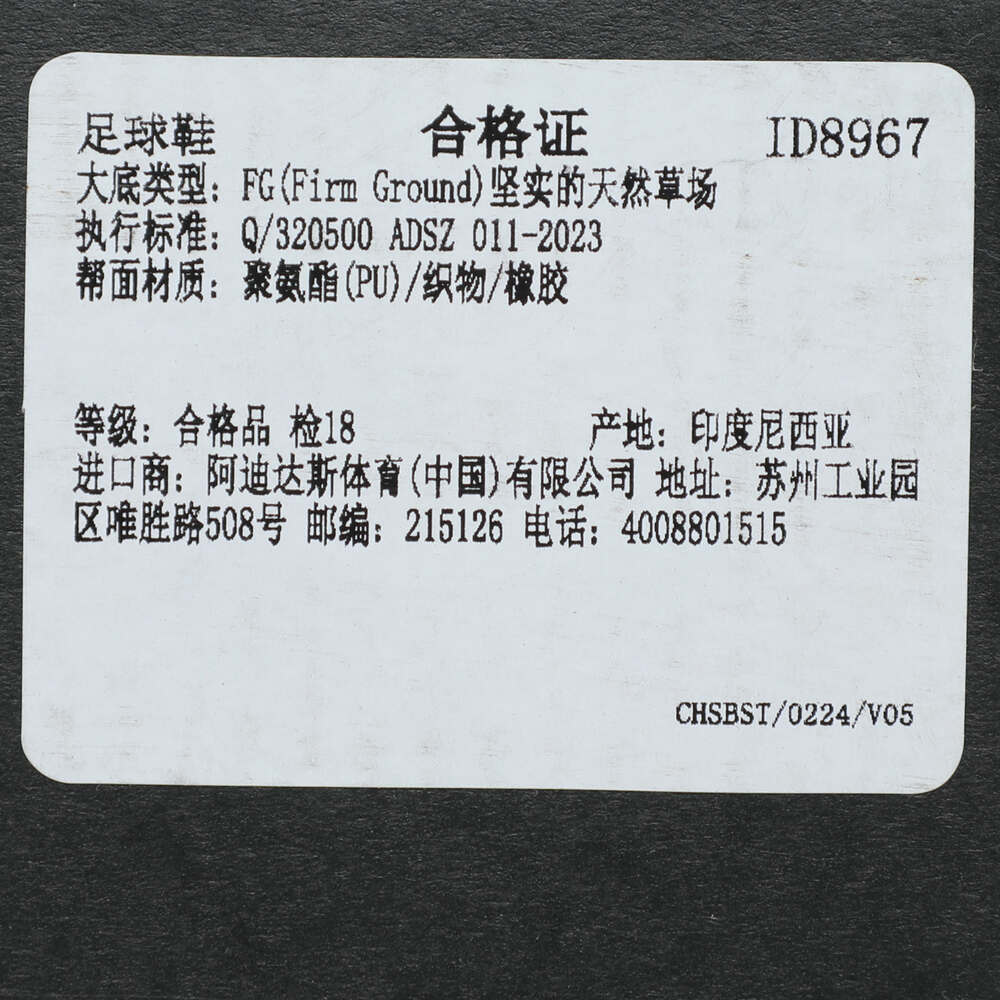 足球鞋 合格证 ID8967
大底类型: FG(Firm Ground)坚实的天然草场
执行标准: Q/320500 ADSZ 011-2023
帮面材质: 聚氨酯(PU)/织物/橡胶
等级: 合格品 检18 产地: 印度尼西亚
进口商: 阿迪达斯体育(中国)有限公司 地址: 苏州工业园
区唯胜路508号 邮编: 215126 电话: 4008801515
CHSBST/0224/V05